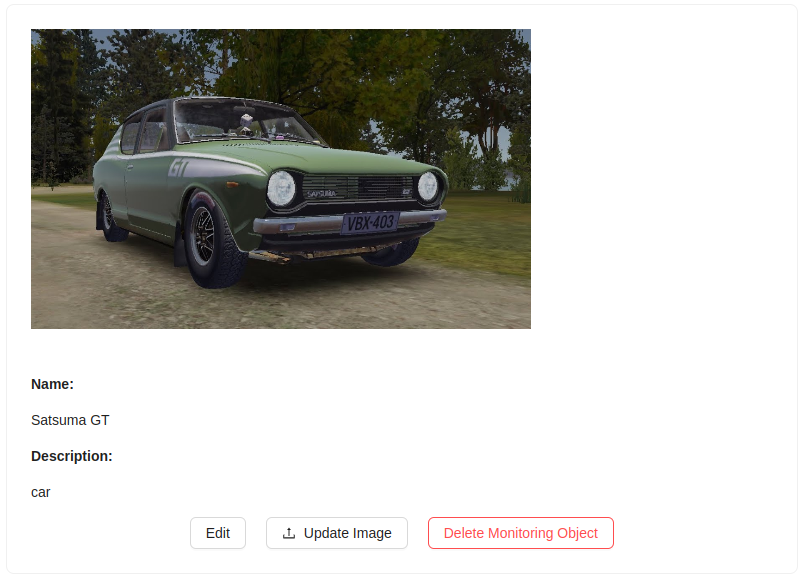 GT
SATSUMA
VBX-403
Name:
Satsuma GT
Description:
car
Edit
Update Image
Delete Monitoring Object